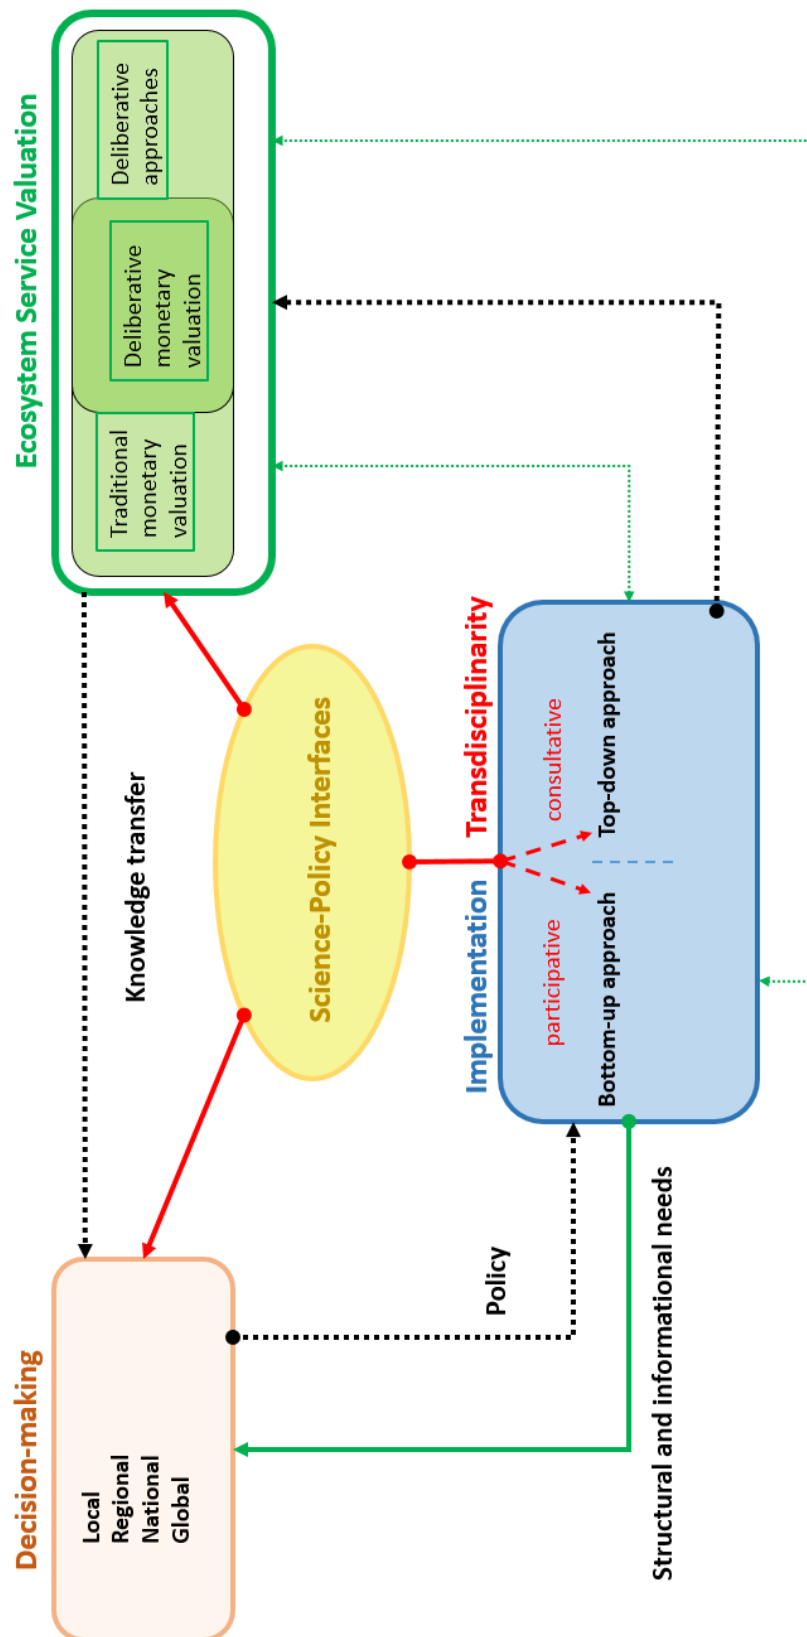 Decision-making
Local
Regional
National
Global
Knowledge transfer
Ecosystem Service Valuation
Traditional
monetary
valuation
Deliberative
monetary
valuation
Deliberative
approaches
Science-Policy Interfaces
Policy
Structural and informational needs
Implementation
Transdisciplinarity
participative
consultative
Bottom-up approach
Top-down approach